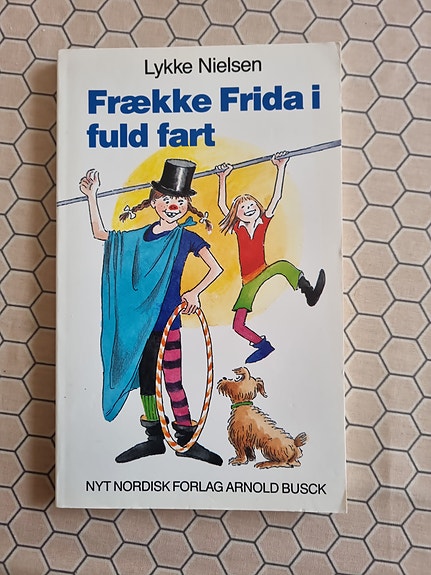 Lykke Nielsen
Frække Frida i
fuld fart
NYT NORDISK FORLAG ARNOLD BUSCK